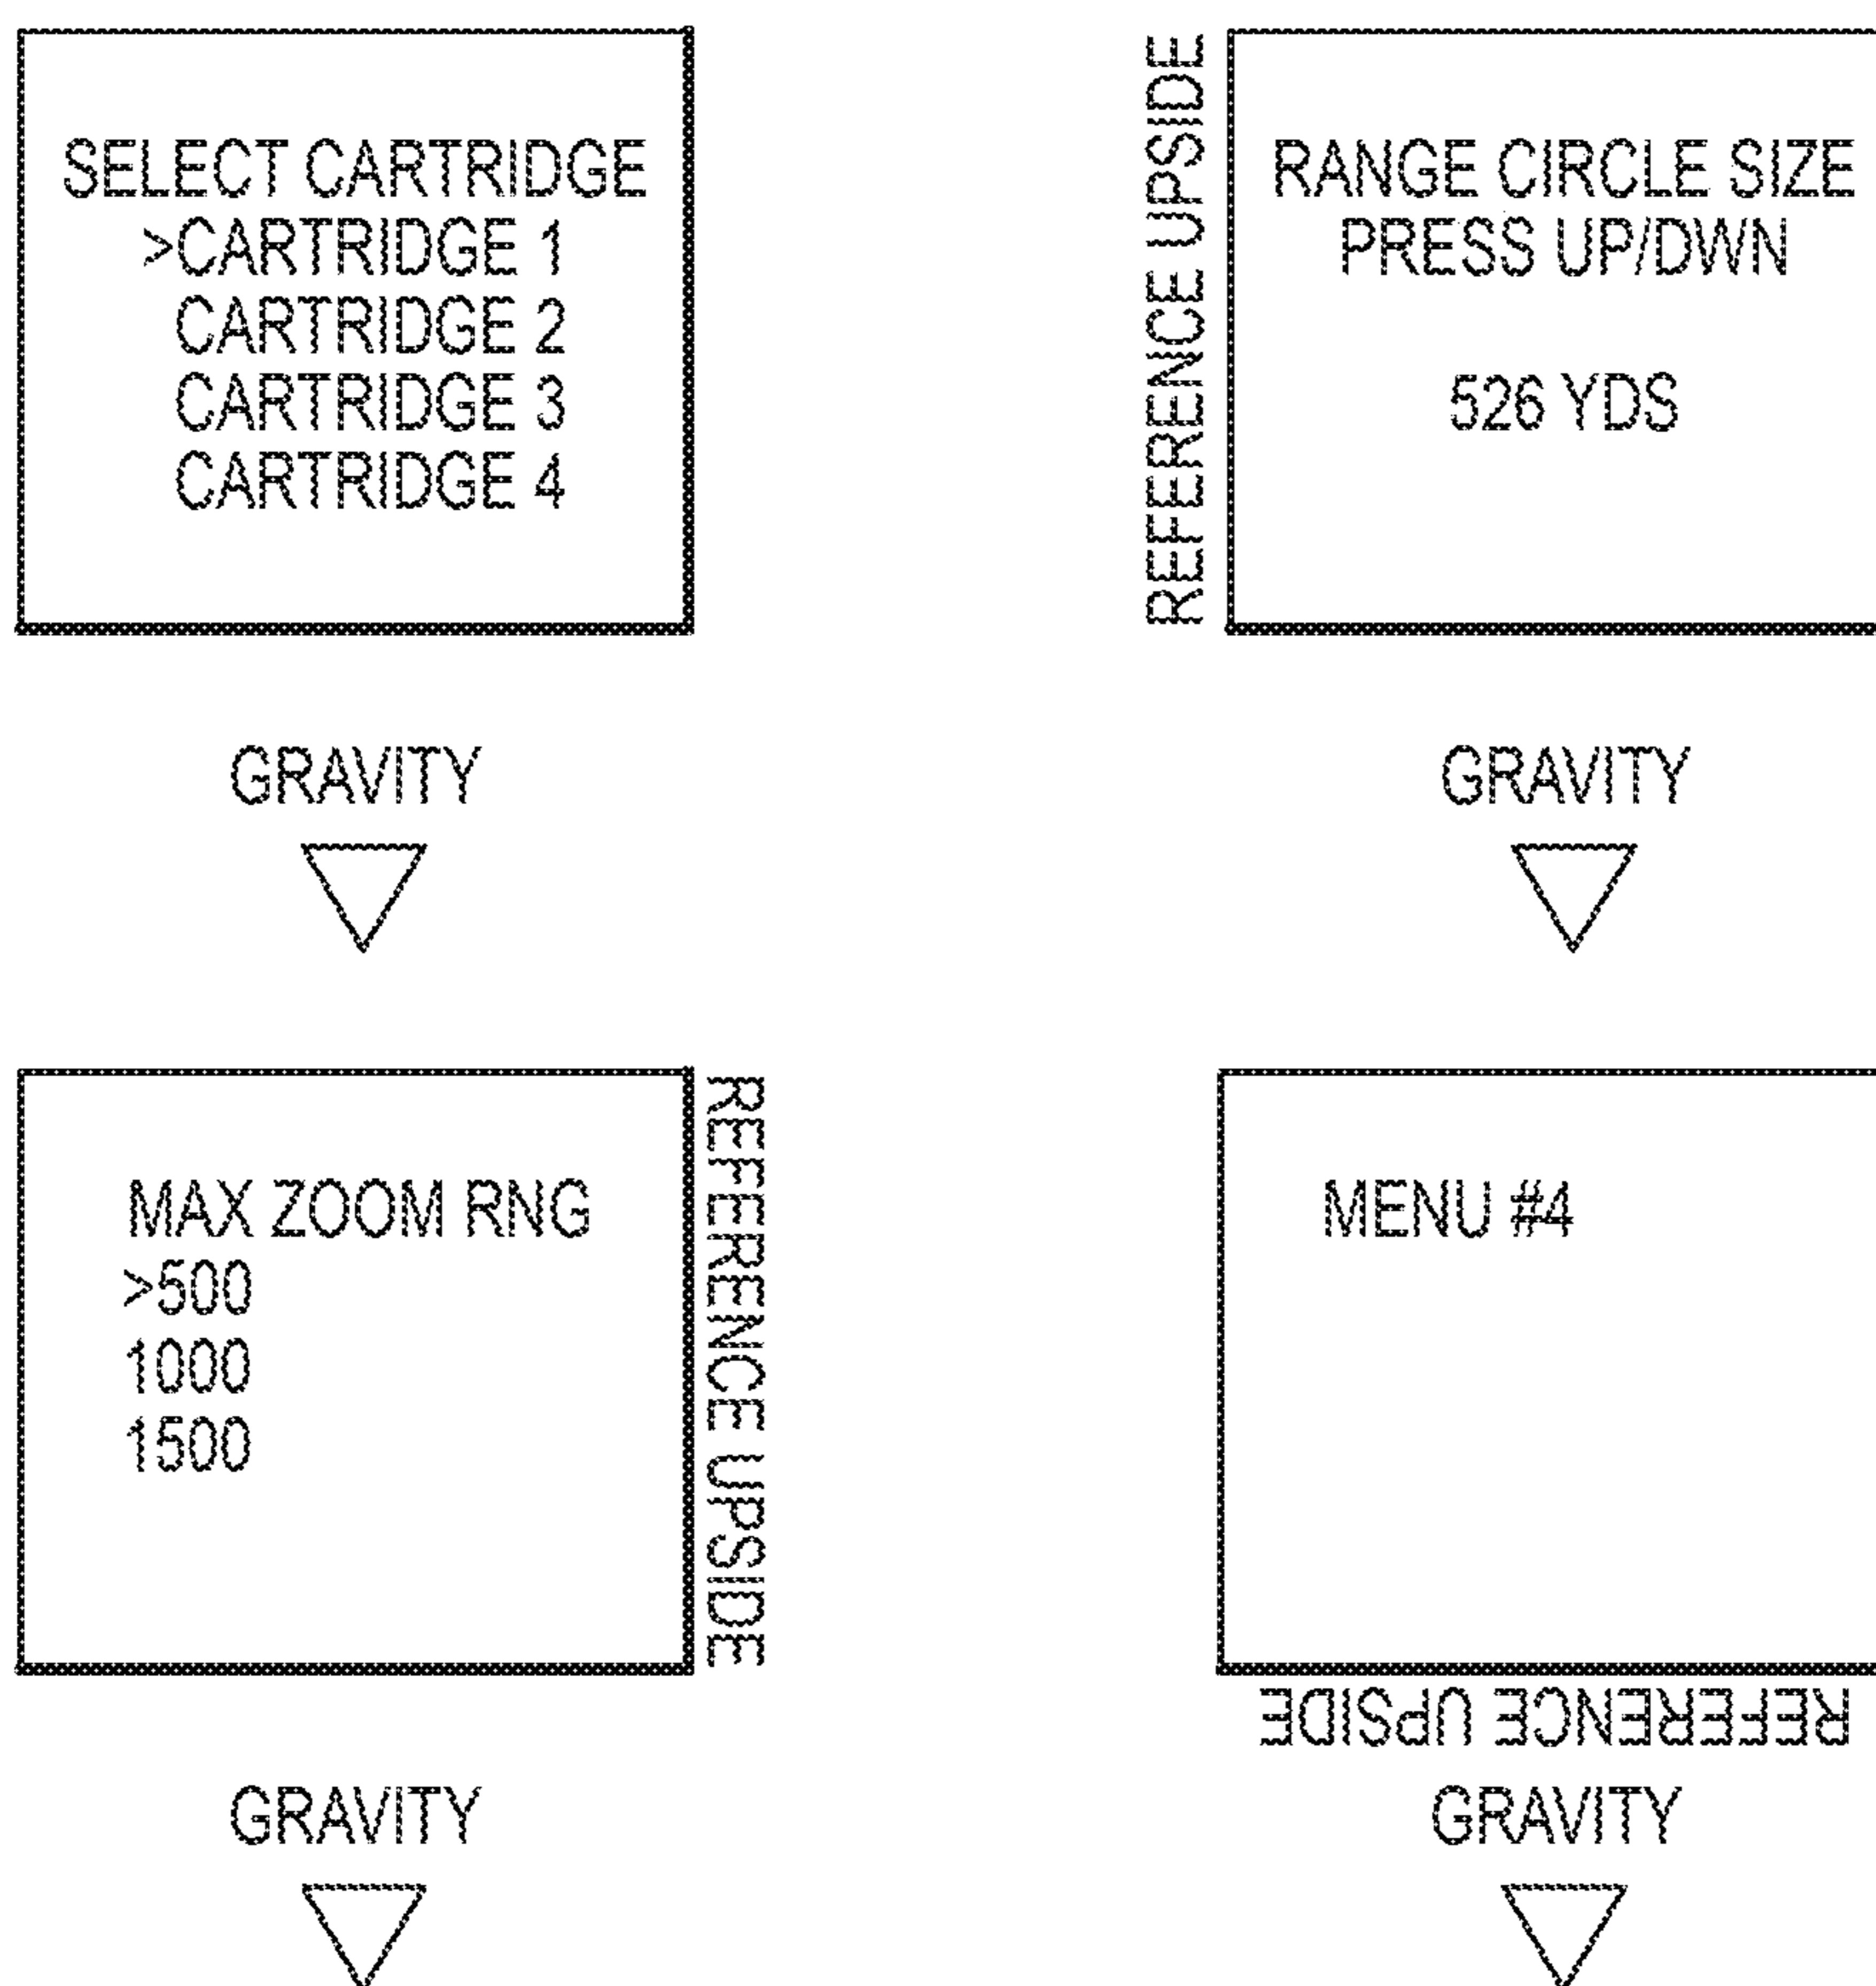 SELECT CARTRIDGE
>CARTRIDGE 1
CARTRIDGE 2
CARTRIDGE 3
CARTRIDGE 4
GRAVITY
REFERENCE UPSIDE
RANGE CIRCLE SIZE
PRESS UP/DWN
526 YDS
GRAVITY
MAX ZOOM RNG
>500
1000
1500
REFERENCE UPSIDE
GRAVITY
MENU #4
REFERENCE UPSIDE
GRAVITY